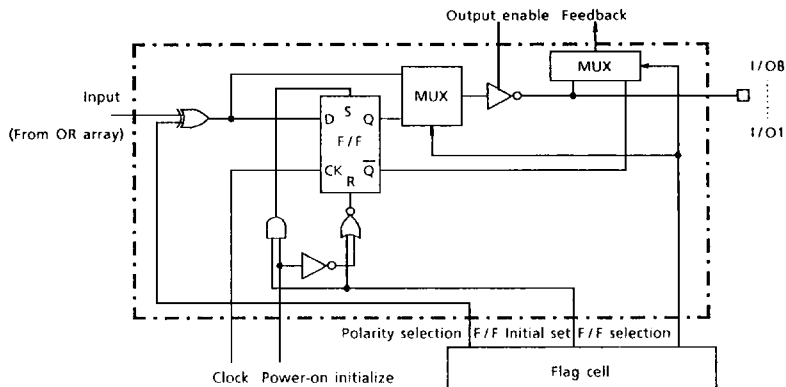 Output enable Feedback
Input
(From OR array)
MUX
MUX
I/O8
I/O1
D S Q
F/F
CK R Q̅
Polarity selection F/F Initial set F/F selection
Clock Power-on initialize
Flag cell